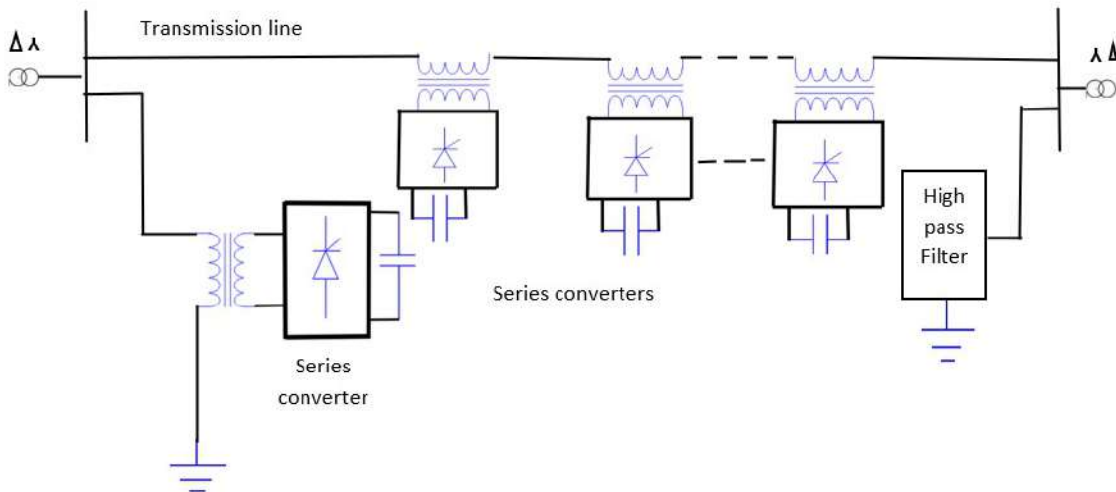 Transmission line
Δ Y
Y Δ
High
pass
Filter
Series converters
Series
converter